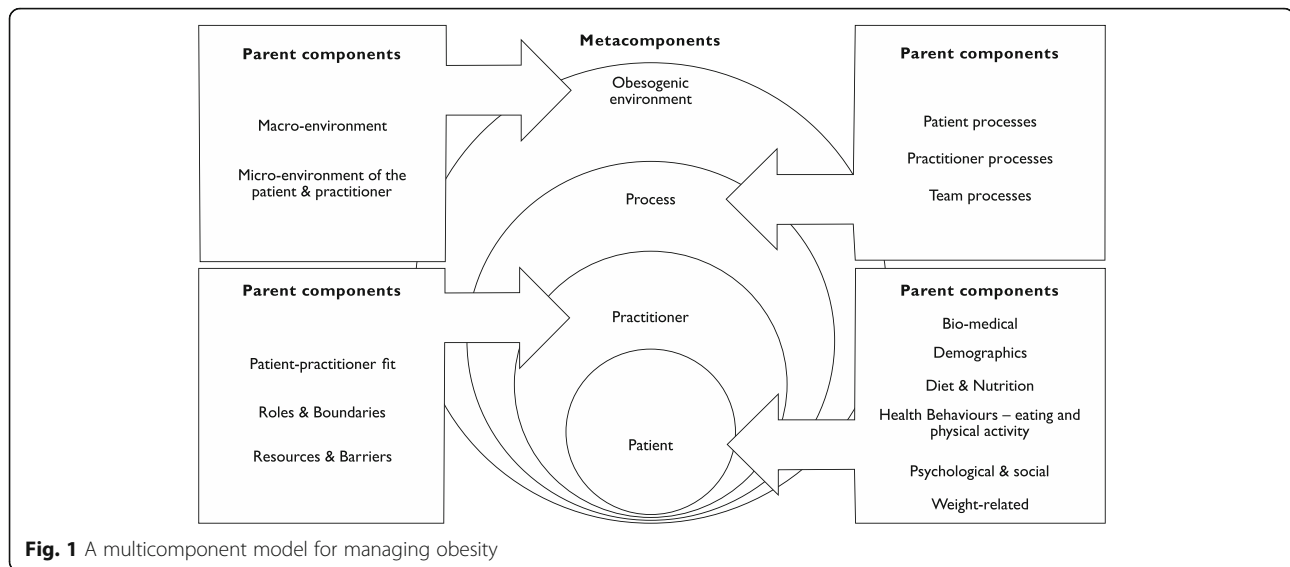 Parent components
Macro-environment
Micro-environment of the
patient & practitioner
Parent components
Patient-practitioner fit
Roles & Boundaries
Resources & Barriers
Metacomponents
Obesogenic
environment
Process
Practitioner
Patient
Parent components
Patient processes
Practitioner processes
Team processes
Parent components
Bio-medical
Demographics
Diet & Nutrition
Health Behaviours – eating and
physical activity
Psychological & social
Weight-related
Fig. 1 A multicomponent model for managing obesity